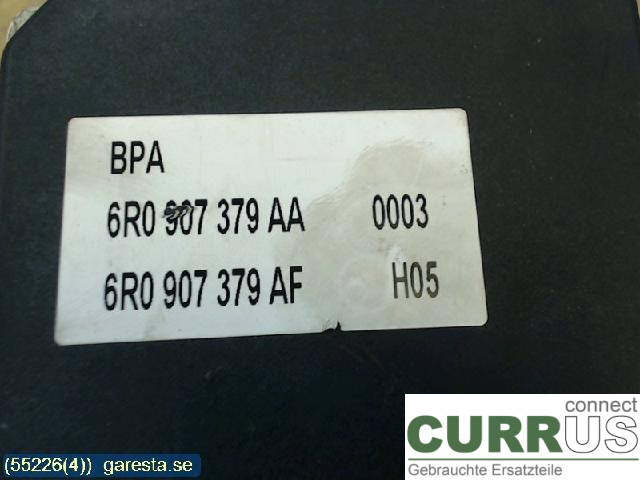 BPA
6R0 907 379 AA 0003
6R0 907 379 AF H05
connect
CURRUS
Gebrauchte Ersatzteile
(55226(4)) garesta.se